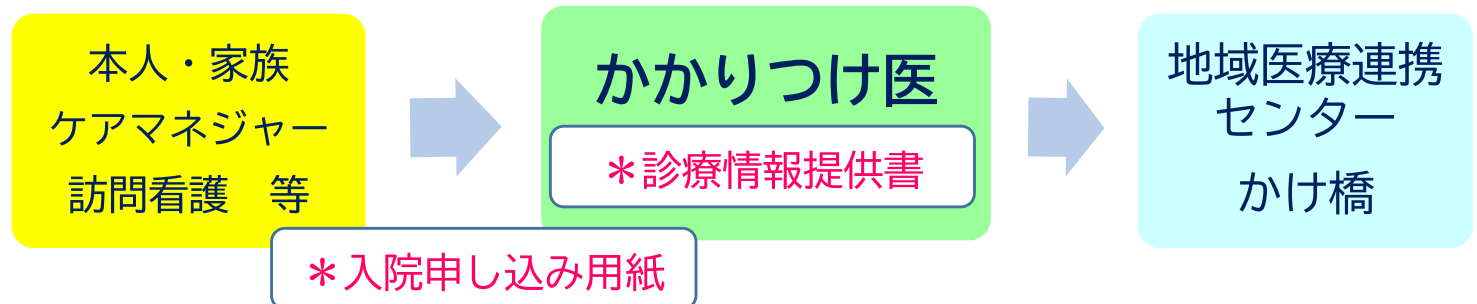 本人・家族
ケアマネジャー
訪問看護　等
＊入院申し込み用紙
かかりつけ医
＊診療情報提供書
地域医療連携
センター
かけ橋